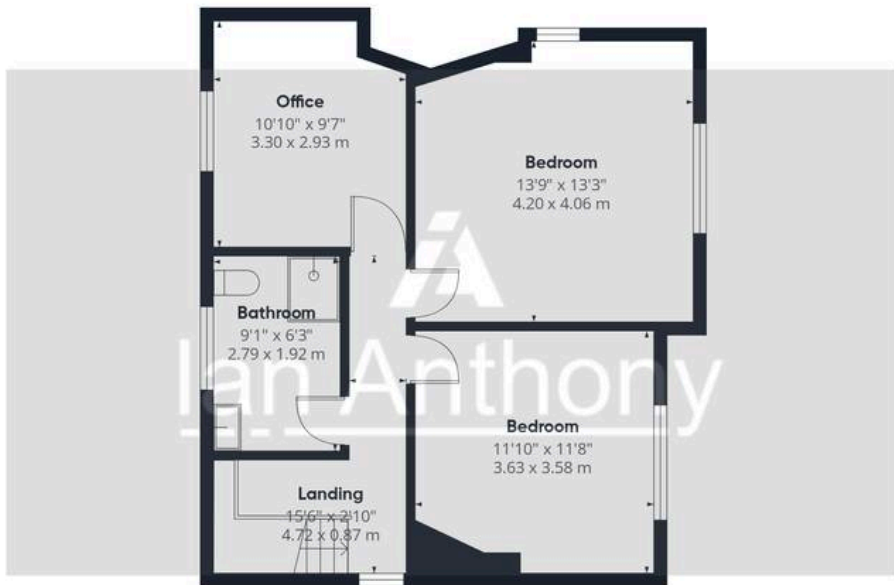 Office
10'10" x 9'7"
3.30 x 2.93 m
Bedroom
13'9" x 13'3"
4.20 x 4.06 m
Bathroom
9'1" x 6'3"
2.79 x 1.92 m
Ian Anthony
Bedroom
11'10" x 11'8"
3.63 x 3.58 m
Landing
15'6" x 2'10"
4.72 x 0.87 m